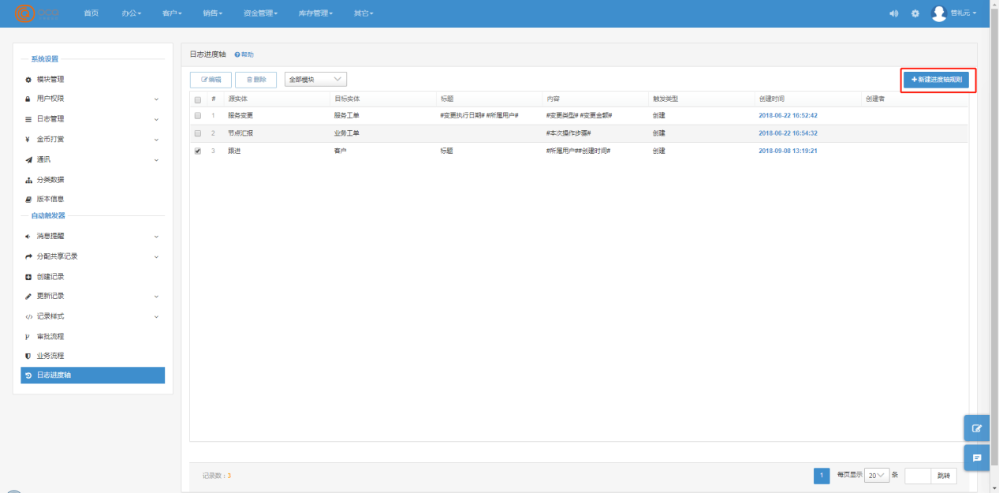 首页 办公 客户 销售 资金管理 库存管理 其它 管礼元
系统设置
模块管理
用户权限
日志管理
金币打赏
通讯
分类数据
版本信息
自动触发器
消息提醒
分配共享记录
创建记录
更新记录
记录样式
审批流程
业务流程
日志进度轴
日志进度轴 帮助
编辑 删除 全部模块 新建进度轴规则
# 源实体 目标实体 标题 内容 触发类型 创建时间 创建者
1 服务变更 服务工单 #变更执行日期# #所属用户# #变更类型# #变更金额# 创建 2018-06-22 16:52:42
2 节点汇报 业务工单 #本次操作步骤# 创建 2018-06-22 16:54:32
3 跟进 客户 标题 #所属用户##创建时间# 创建 2018-09-08 13:19:21
记录数：3 1 每页显示 20 条 跳转